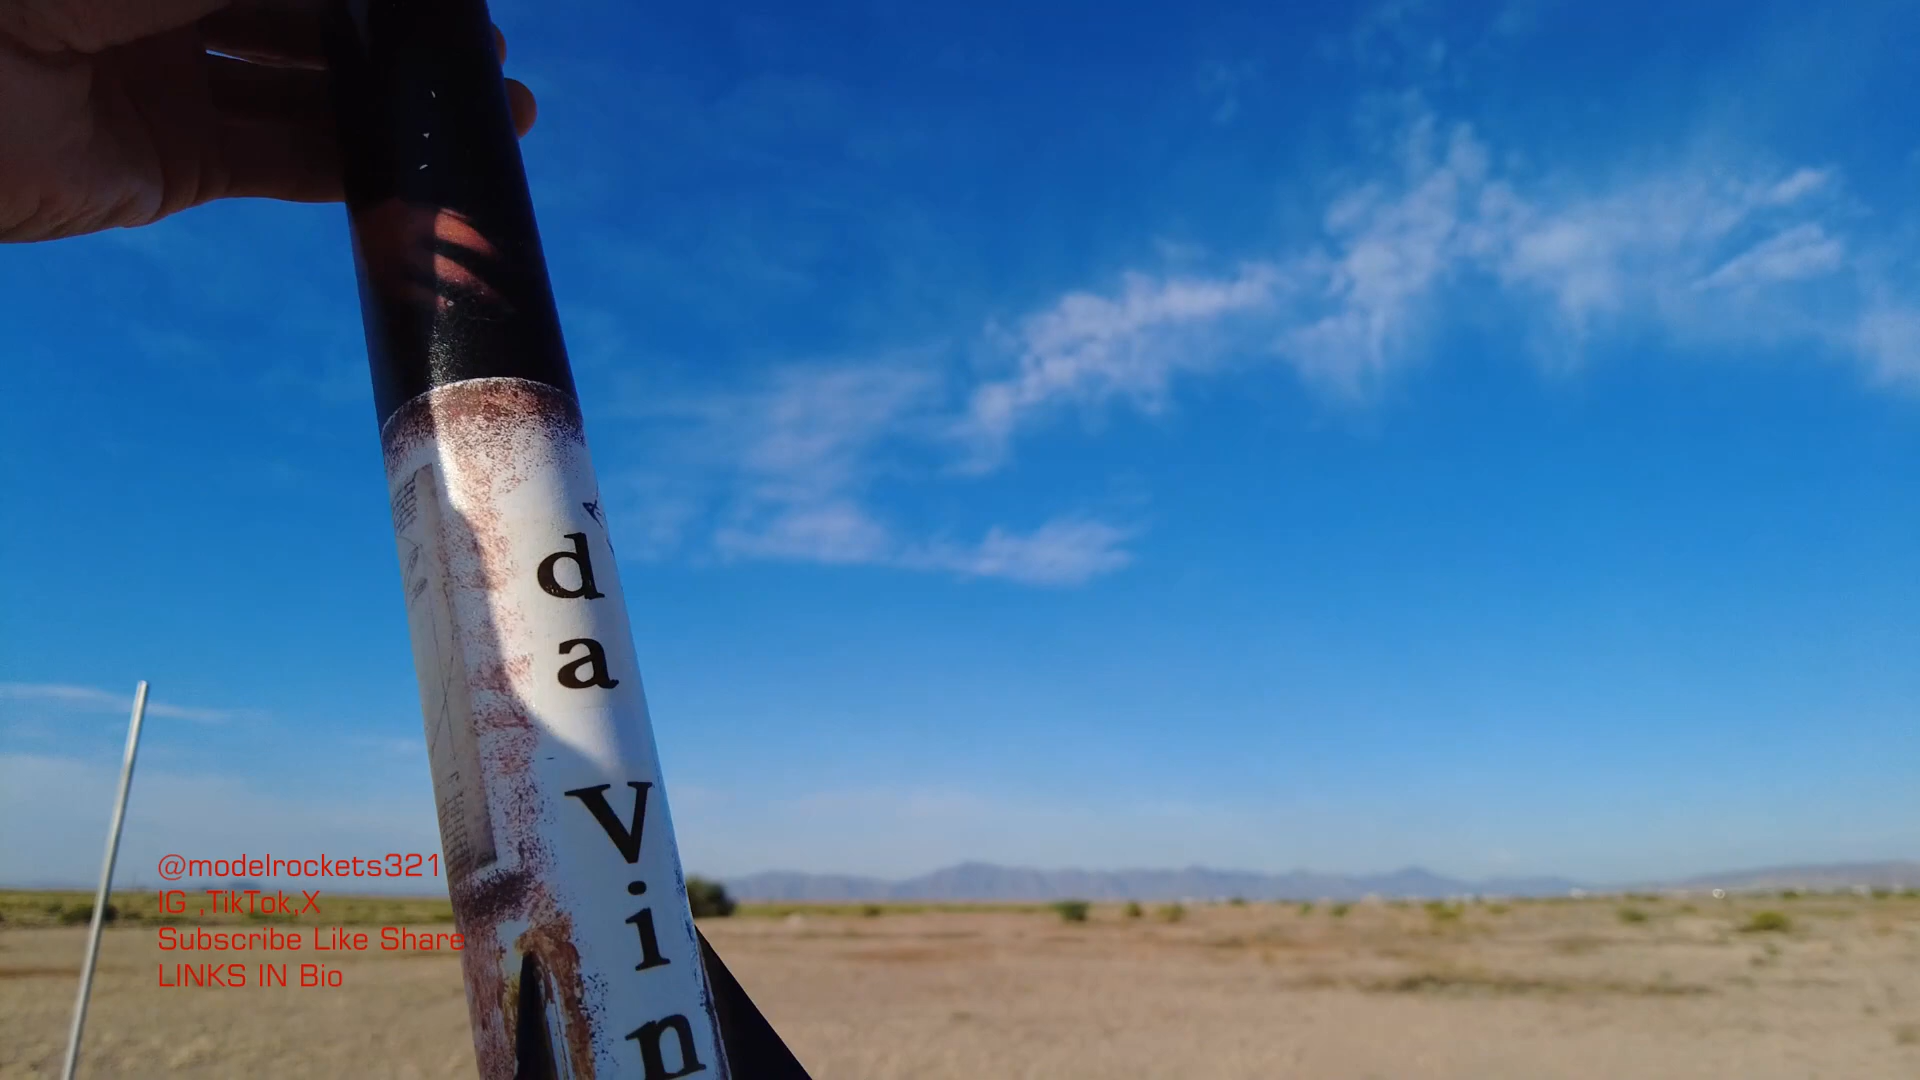 da Vin
@modelrockets321
IG ,TikTok,X
Subscribe Like Share
LINKS IN Bio